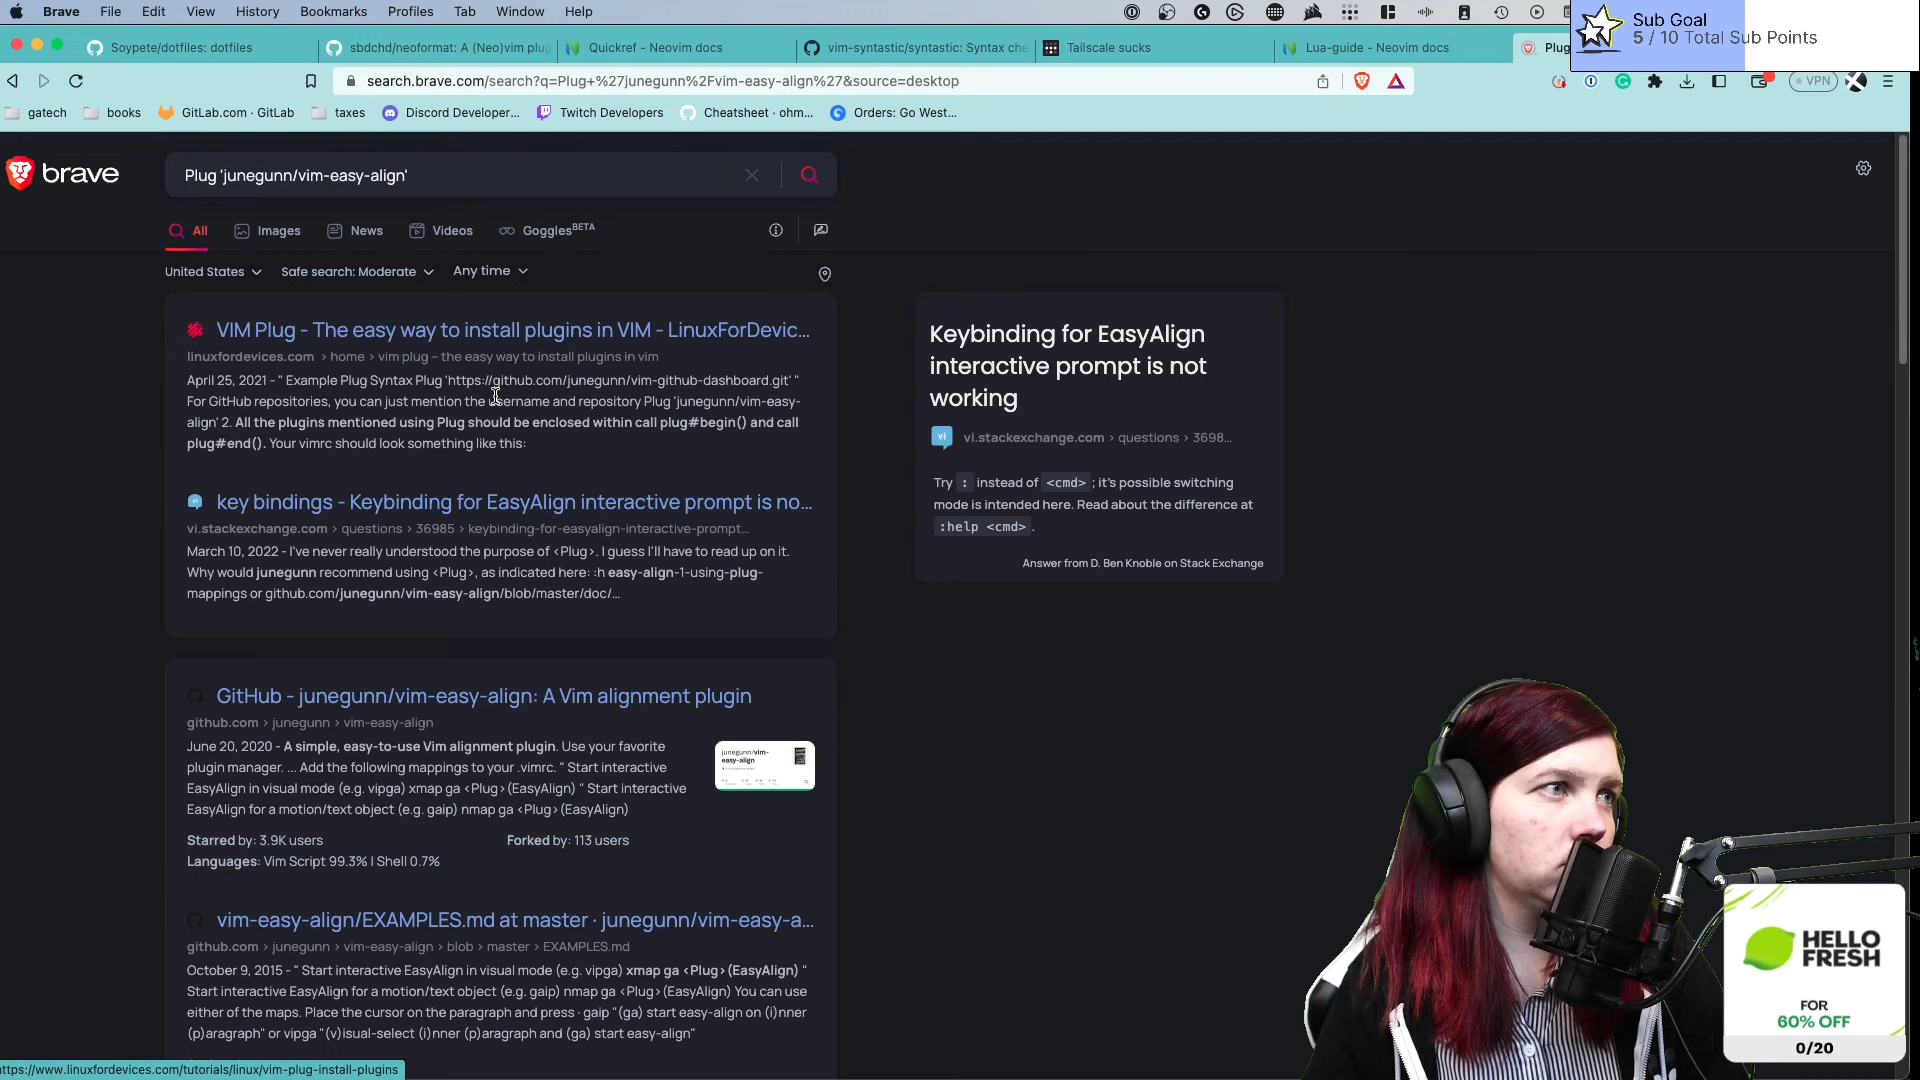 Brave File Edit View History Bookmarks Profiles Tab Window Help
Sub Goal
5 / 10 Total Sub Points
Soypete/dotfiles: dotfiles
sbdchd/neoformat: A (Neo)vim plug
Quickref - Neovim docs
vim-syntastic/syntastic: Syntax che
Tailscale sucks
Lua-guide - Neovim docs
Plug
search.brave.com/search?q=Plug+%27junegunn%2Fvim-easy-align%27&source=desktop
VPN
gatech books GitLab.com · GitLab taxes Discord Developer... Twitch Developers Cheatsheet · ohm... Orders: Go West...
brave
Plug 'junegunn/vim-easy-align'
All Images News Videos Goggles BETA
United States Safe search: Moderate Any time
VIM Plug - The easy way to install plugins in VIM - LinuxForDevic...
linuxfordevices.com › home › vim plug – the easy way to install plugins in vim
April 25, 2021 - " Example Plug Syntax Plug 'https://github.com/junegunn/vim-github-dashboard.git' "
For GitHub repositories, you can just mention the username and repository Plug 'junegunn/vim-easy-
align' 2. All the plugins mentioned using Plug should be enclosed within call plug#begin() and call
plug#end(). Your vimrc should look something like this:
key bindings - Keybinding for EasyAlign interactive prompt is no...
vi.stackexchange.com › questions › 36985 › keybinding-for-easyalign-interactive-prompt...
March 10, 2022 - I've never really understood the purpose of <Plug>. I guess I'll have to read up on it.
Why would junegunn recommend using <Plug>, as indicated here: :h easy-align-1-using-plug-
mappings or github.com/junegunn/vim-easy-align/blob/master/doc/...
Keybinding for EasyAlign
interactive prompt is not
working
vi
vi.stackexchange.com › questions › 3698...
Try : instead of <cmd>; it's possible switching
mode is intended here. Read about the difference at
:help <cmd>.
Answer from D. Ben Knoble on Stack Exchange
GitHub - junegunn/vim-easy-align: A Vim alignment plugin
github.com › junegunn › vim-easy-align
June 20, 2020 - A simple, easy-to-use Vim alignment plugin. Use your favorite
plugin manager. ... Add the following mappings to your .vimrc. " Start interactive
EasyAlign in visual mode (e.g. vipga) xmap ga <Plug>(EasyAlign) " Start interactive
EasyAlign for a motion/text object (e.g. gaip) nmap ga <Plug>(EasyAlign)
junegunn/vim-
easy-align
Starred by: 3.9K users Forked by: 113 users
Languages: Vim Script 99.3% | Shell 0.7%
vim-easy-align/EXAMPLES.md at master · junegunn/vim-easy-a...
github.com › junegunn › vim-easy-align › blob › master › EXAMPLES.md
October 9, 2015 - " Start interactive EasyAlign in visual mode (e.g. vipga) xmap ga <Plug>(EasyAlign) "
Start interactive EasyAlign for a motion/text object (e.g. gaip) nmap ga <Plug>(EasyAlign) You can use
either of the maps. Place the cursor on the paragraph and press · gaip "(ga) start easy-align on (i)nner
(p)aragraph" or vipga "(v)isual-select (i)nner (p)aragraph and (ga) start easy-align"
ttps://www.linuxfordevices.com/tutorials/linux/vim-plug-install-plugins
HELLO
FRESH
FOR
60% OFF
0/20